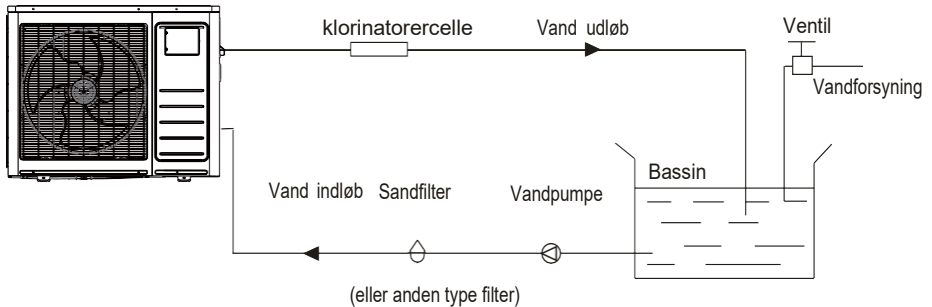 klorinatorercelle
Vand udløb
Ventil
Vandforsyning
Bassin
Vand indløb
Sandfilter
Vandpumpe
(eller anden type filter)